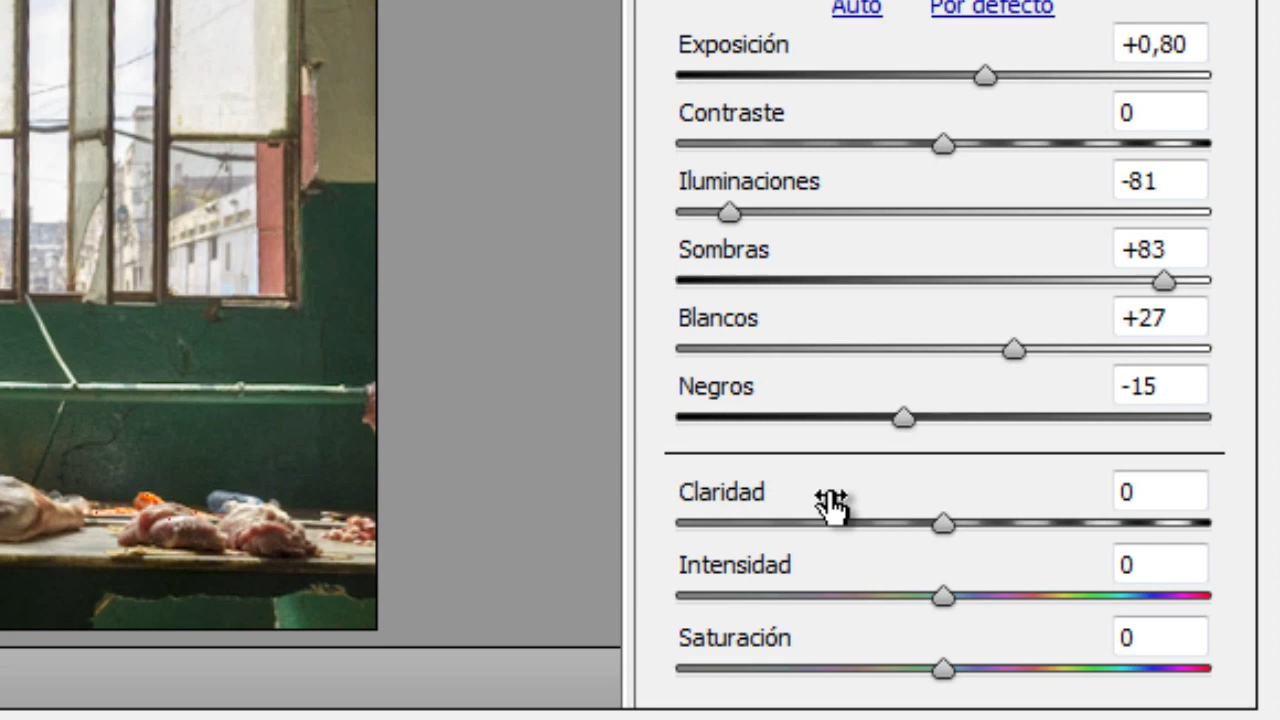 Auto Por defecto
Exposición +0,80
Contraste 0
Iluminaciones -81
Sombras +83
Blancos +27
Negros -15
Claridad 0
Intensidad 0
Saturación 0